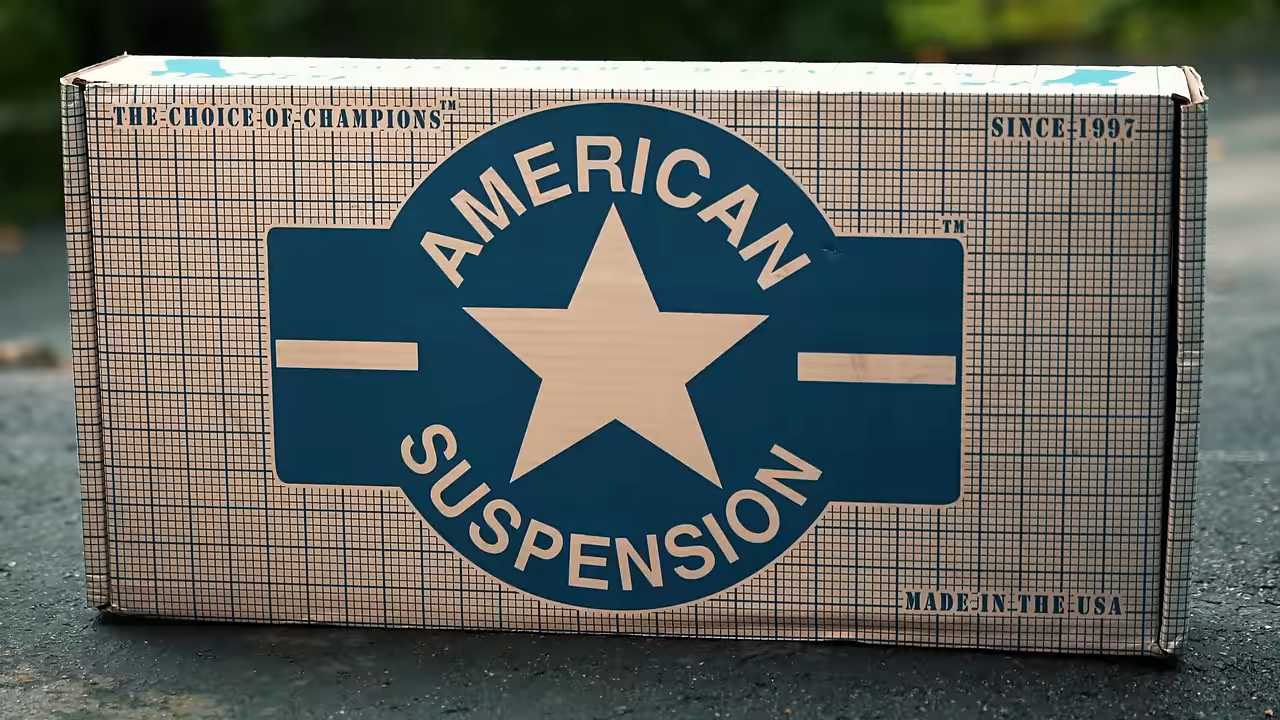 THE CHOICE OF CHAMPIONS™
SINCE 1997
AMERICAN
™
SUSPENSION
MADE IN THE USA